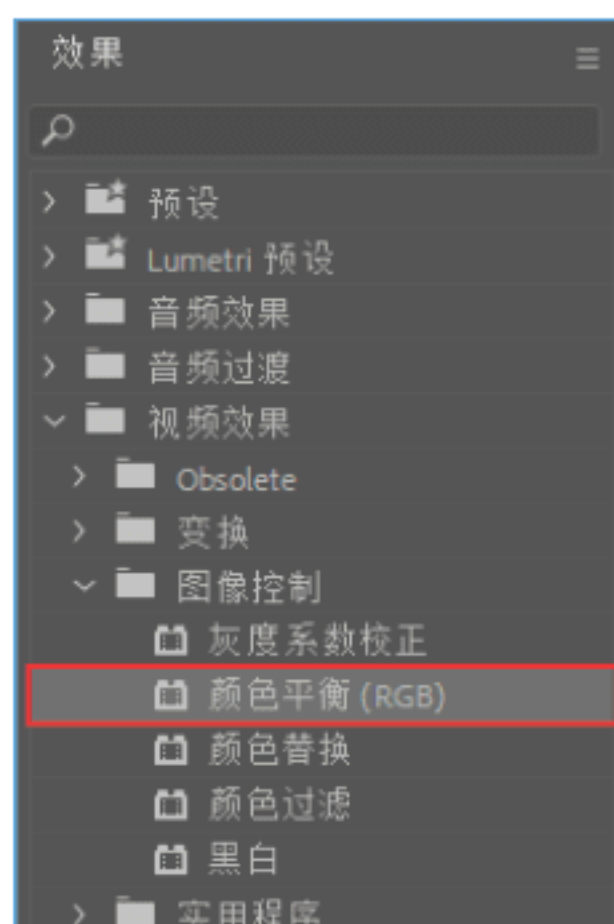 效果
预设
Lumetri 预设
音频效果
音频过渡
视频效果
Obsolete
变换
图像控制
灰度系数校正
颜色平衡 (RGB)
颜色替换
颜色过滤
黑白
实用程序